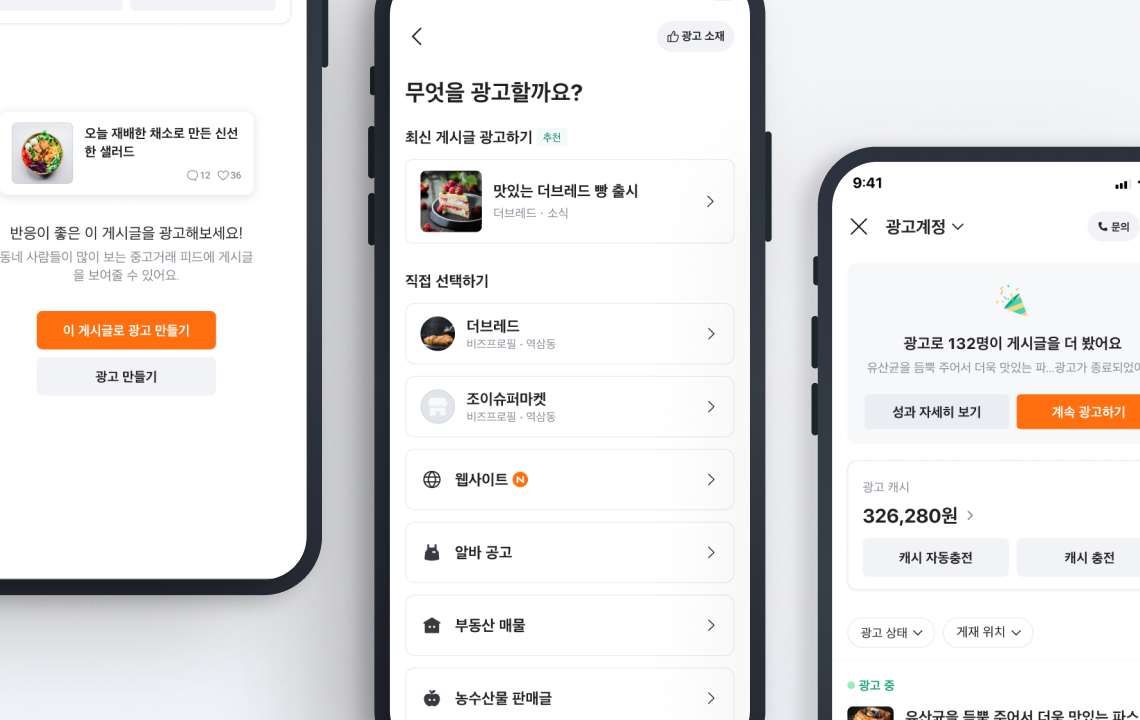 오늘 재배한 채소로 만든 신선
한 샐러드
12 36
반응이 좋은 이 게시글을 광고해보세요!
동네 사람들이 많이 보는 중고거래 피드에 게시글
을 보여줄 수 있어요.
이 게시글로 광고 만들기
광고 만들기
광고 소재
무엇을 광고할까요?
최신 게시글 광고하기 추천
맛있는 더브레드 빵 출시
더브레드 · 소식
직접 선택하기
더브레드
비즈프로필 · 역삼동
조이슈퍼마켓
비즈프로필 · 역삼동
웹사이트 N
알바 공고
부동산 매물
농수산물 판매글
9:41
광고계정
문의
광고로 132명이 게시글을 더 봤어요
유산균을 듬뿍 주어서 더욱 맛있는 파...광고가 종료되었어
성과 자세히 보기
계속 광고하기
광고 캐시
326,280원
캐시 자동충전
캐시 충전
광고 상태
게재 위치
광고 중
유산균을 듬뿍 주어서 더욱 맛있는 파스